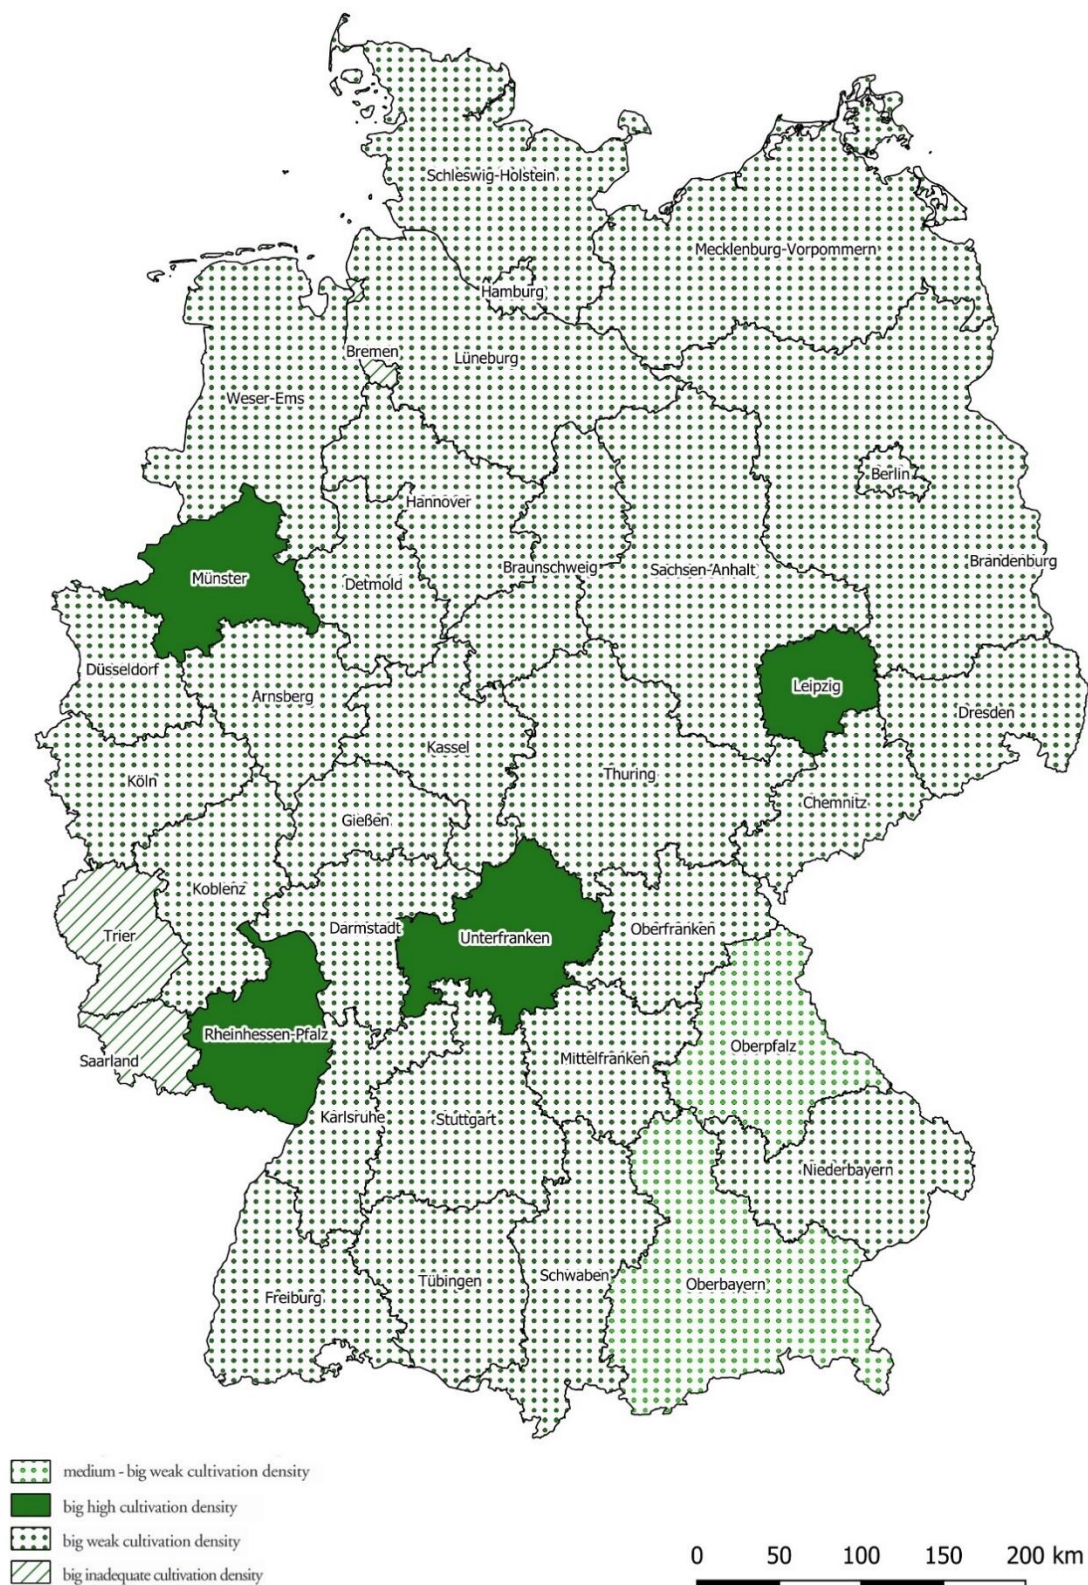 Schleswig-Holstein
Mecklenburg-Vorpommern
Hamburg
Bremen
Lüneburg
Weser-Ems
Berlin
Hannover
Brandenburg
Braunschweig
Sachsen-Anhalt
Münster
Detmold
Düsseldorf
Arnsberg
Leipzig
Dresden
Kassel
Köln
Thuring
Chemnitz
Gießen
Koblenz
Trier
Darmstadt
Unterfranken
Oberfranken
Rheinhessen-Pfalz
Saarland
Mittelfranken
Oberpfalz
Karlsruhe
Stuttgart
Niederbayern
Freiburg
Tübingen
Schwaben
Oberbayern
medium - big weak cultivation density
big high cultivation density
big weak cultivation density
big inadequate cultivation density
0 50 100 150 200 km